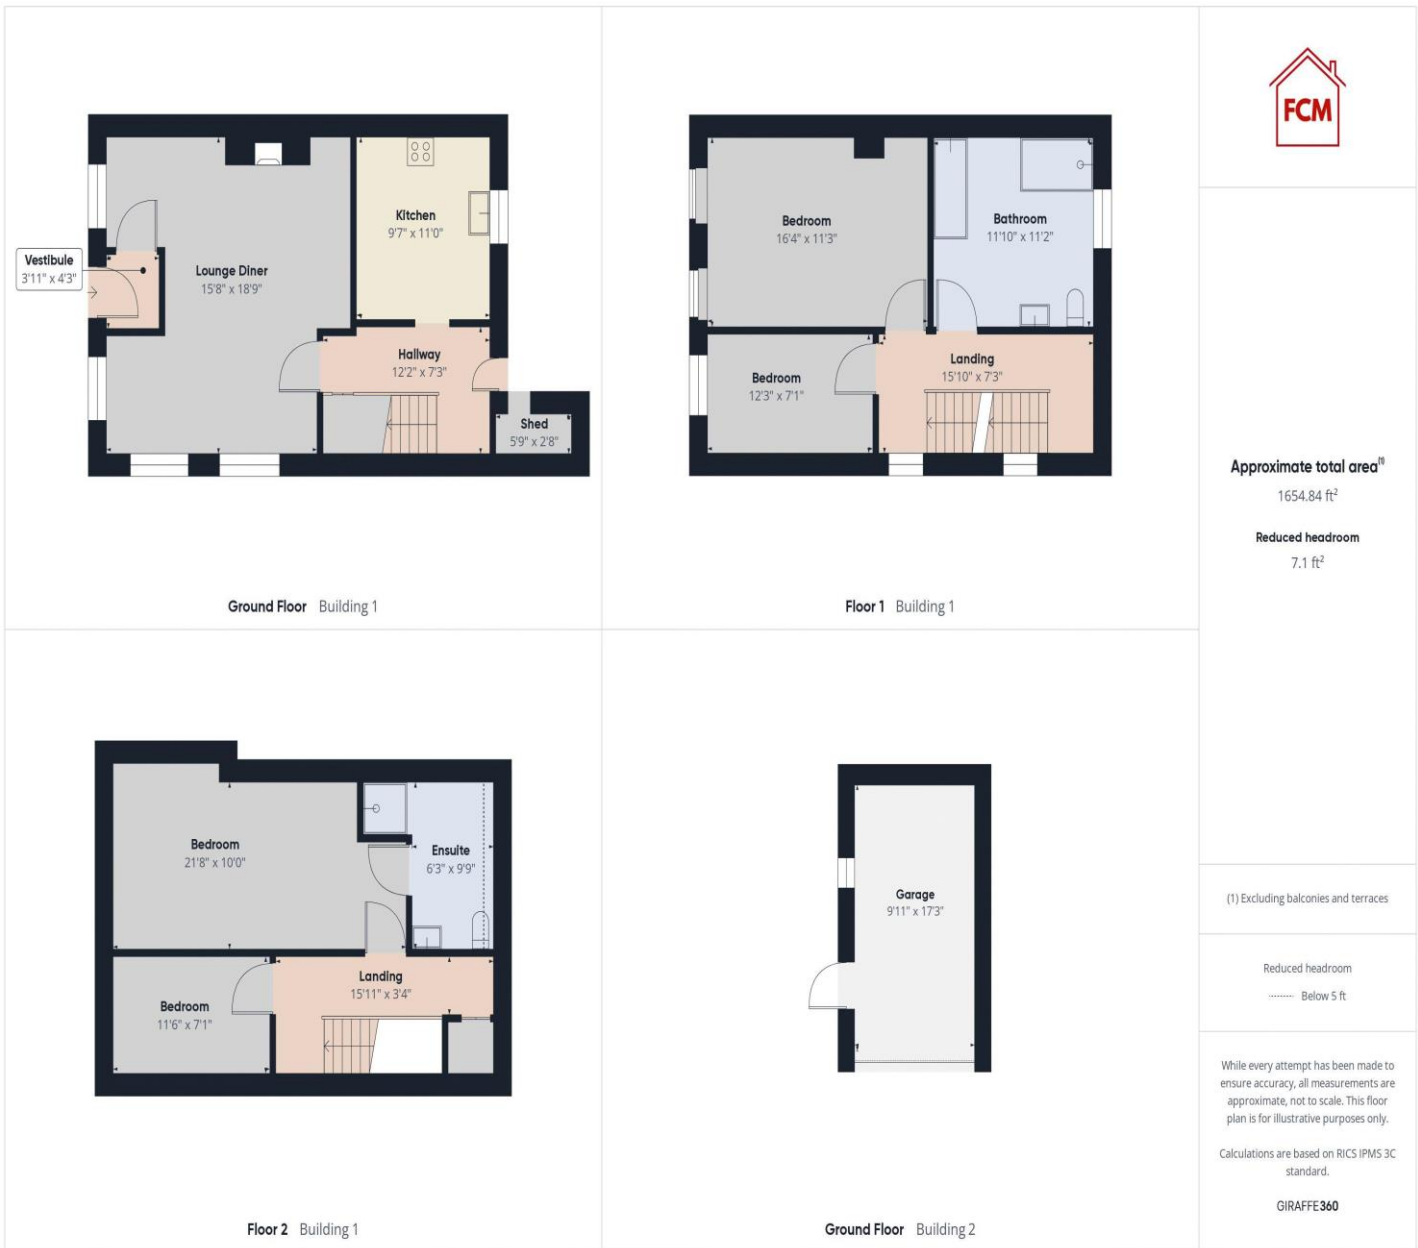 Vestibule
3'11" x 4'3"
Lounge Diner
15'8" x 18'9"
Kitchen
9'7" x 11'0"
Hallway
12'2" x 7'3"
Shed
5'9" x 2'8"
Ground Floor Building 1
Bedroom
16'4" x 11'3"
Bathroom
11'10" x 11'2"
Bedroom
12'3" x 7'1"
Landing
15'10" x 7'3"
Floor 1 Building 1
Bedroom
21'8" x 10'0"
Ensuite
6'3" x 9'9"
Landing
15'11" x 3'4"
Bedroom
11'6" x 7'1"
Floor 2 Building 1
Garage
9'11" x 17'3"
Ground Floor Building 2
FCM
Approximate total area⁽¹⁾
1654.84 ft²
Reduced headroom
7.1 ft²
(1) Excluding balconies and terraces
Reduced headroom
Below 5 ft
While every attempt has been made to
ensure accuracy, all measurements are
approximate, not to scale. This floor
plan is for illustrative purposes only.
Calculations are based on RICS IPMS 3C
standard.
GIRAFFE360